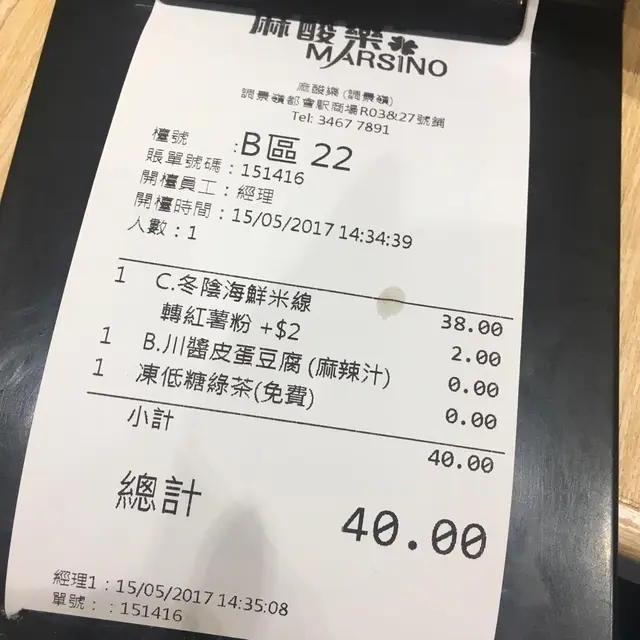 麻酸樂
MARSINO
麻酸樂 (調景嶺)
調景嶺都會駅商場R03&27號舖
Tel: 3467 7891
檯號 :B區 22
賬單號碼 : 151416
開檯員工 : 經理
開檯時間 : 15/05/2017 14:34:39
人數 : 1
1 C.冬陰海鮮米線 38.00
轉紅薯粉 +$2 2.00
1 B.川醬皮蛋豆腐 (麻辣汁) 0.00
1 凍低糖綠茶(免費) 0.00
小計 40.00
總計 40.00
經理1 : 15/05/2017 14:35:08
單號 : : 151416